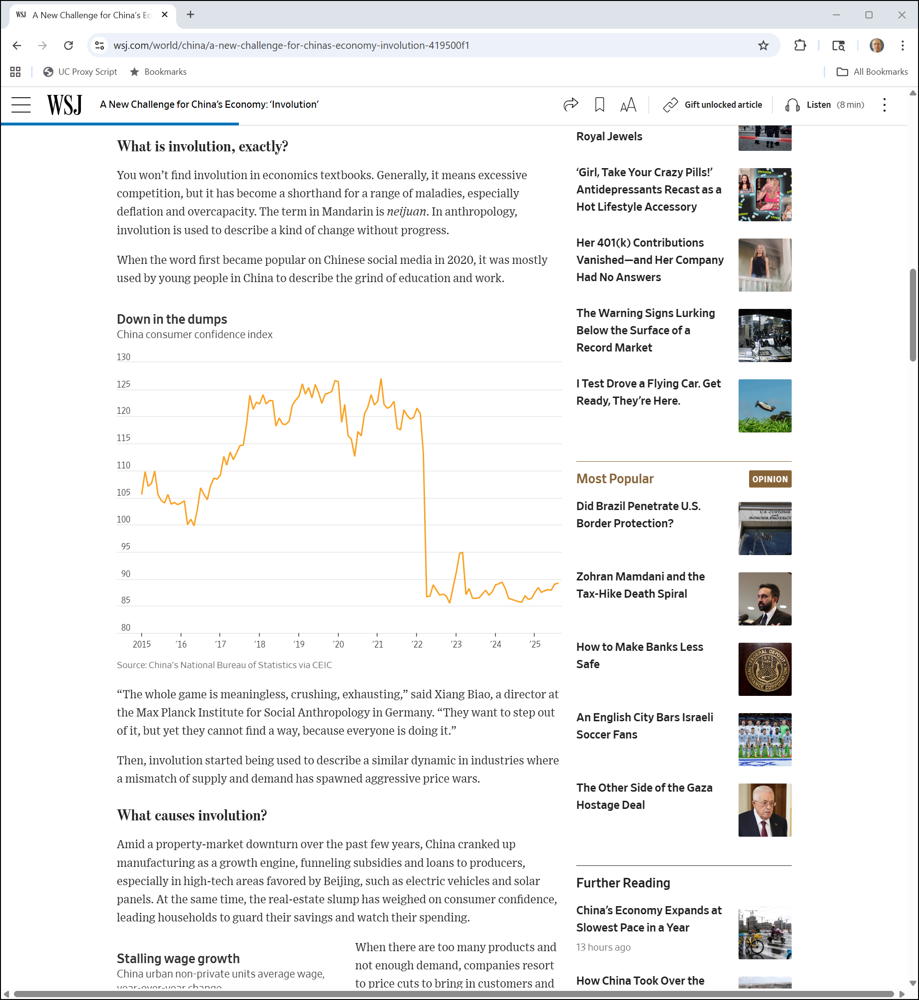 WSJ A New Challenge for China's Ec
wsj.com/world/china/a-new-challenge-for-chinas-economy-involution-419500f1
UC Proxy Script
Bookmarks
All Bookmarks
WSJ
A New Challenge for China's Economy: 'Involution'
AA
Gift unlocked article
Listen (8 min)
What is involution, exactly?
You won't find involution in economics textbooks. Generally, it means excessive
competition, but it has become a shorthand for a range of maladies, especially
deflation and overcapacity. The term in Mandarin is neijuan. In anthropology,
involution is used to describe a kind of change without progress.
When the word first became popular on Chinese social media in 2020, it was mostly
used by young people in China to describe the grind of education and work.
Down in the dumps
China consumer confidence index
130
125
120
115
110
105
100
95
90
85
80
2015 '16 '17 '18 '19 '20 '21 '22 '23 '24 '25
Source: China's National Bureau of Statistics via CEIC
“The whole game is meaningless, crushing, exhausting,” said Xiang Biao, a director at
the Max Planck Institute for Social Anthropology in Germany. “They want to step out
of it, but yet they cannot find a way, because everyone is doing it.”
Then, involution started being used to describe a similar dynamic in industries where
a mismatch of supply and demand has spawned aggressive price wars.
What causes involution?
Amid a property-market downturn over the past few years, China cranked up
manufacturing as a growth engine, funneling subsidies and loans to producers,
especially in high-tech areas favored by Beijing, such as electric vehicles and solar
panels. At the same time, the real-estate slump has weighed on consumer confidence,
leading households to guard their savings and watch their spending.
Stalling wage growth
China urban non-private units average wage,
year-over-year change
When there are too many products and
not enough demand, companies resort
to price cuts to bring in customers and
Royal Jewels
‘Girl, Take Your Crazy Pills!’
Antidepressants Recast as a
Hot Lifestyle Accessory
Her 401(k) Contributions
Vanished—and Her Company
Had No Answers
The Warning Signs Lurking
Below the Surface of a
Record Market
I Test Drove a Flying Car. Get
Ready, They're Here.
Most Popular
OPINION
Did Brazil Penetrate U.S.
Border Protection?
U.S. CUSTOMS
and
BORDER PROTECT
Zohran Mamdani and the
Tax-Hike Death Spiral
How to Make Banks Less
Safe
FEDERAL DEPOSIT
1933
INSURANCE CORPORATION
An English City Bars Israeli
Soccer Fans
The Other Side of the Gaza
Hostage Deal
Further Reading
China's Economy Expands at
Slowest Pace in a Year
13 hours ago
How China Took Over the